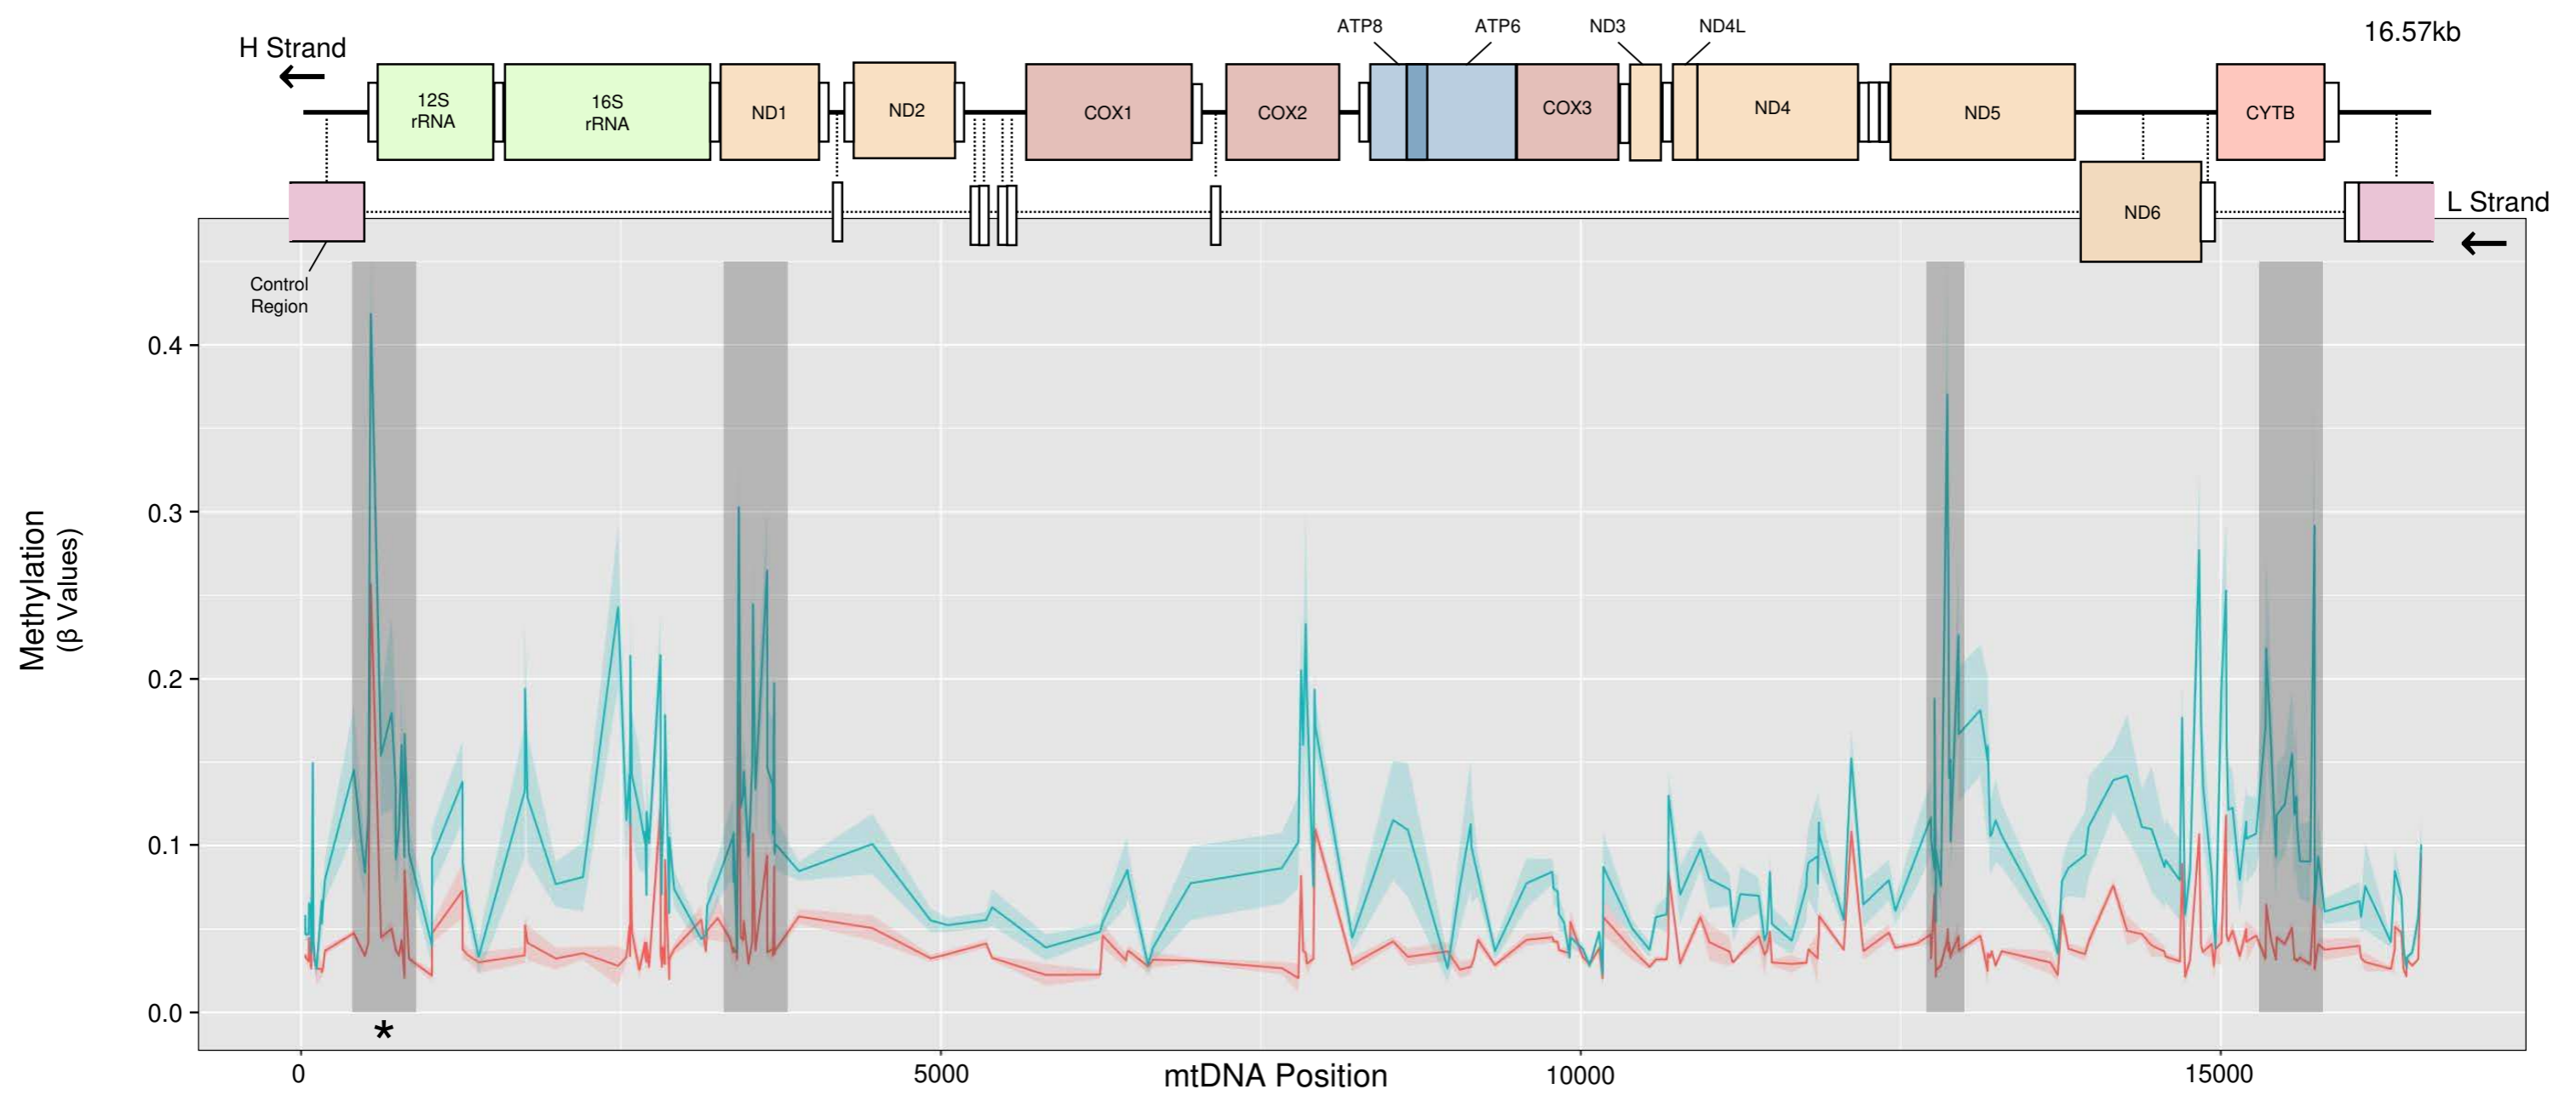 ATP8
ATP6
ND3
ND4L
16.57kb
H Strand
12S
rRNA
16S
rRNA
ND1
ND2
COX1
COX2
COX3
ND4
ND5
CYTB
ND6
L Strand
Control
Region
Methylation
(β Values)
0.4
0.3
0.2
0.1
0.0
*
0
5000
mtDNA Position
10000
15000